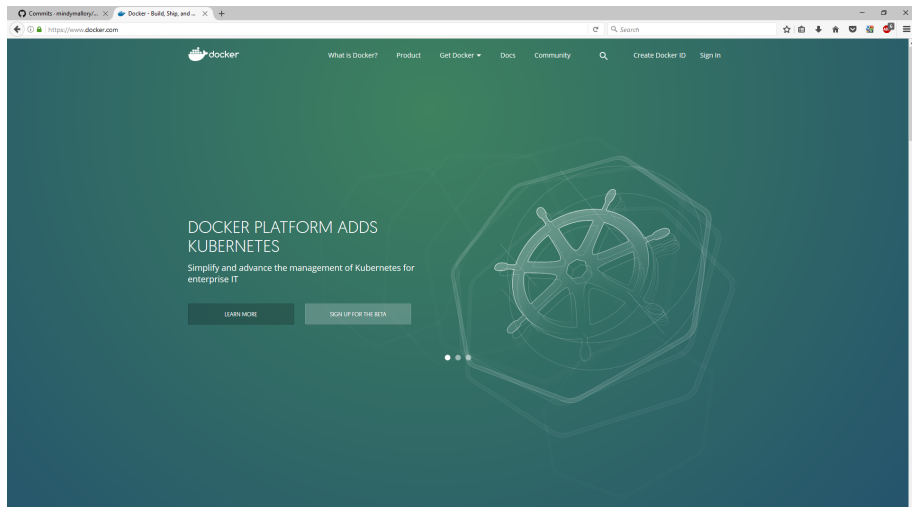 Commits · mindymallory/...
Docker - Build, Ship, and ...
https://www.docker.com
Search
docker
What is Docker?
Product
Get Docker
Docs
Community
Create Docker ID
Sign In
DOCKER PLATFORM ADDS
KUBERNETES
Simplify and advance the management of Kubernetes for
enterprise IT
LEARN MORE
SIGN UP FOR THE BETA